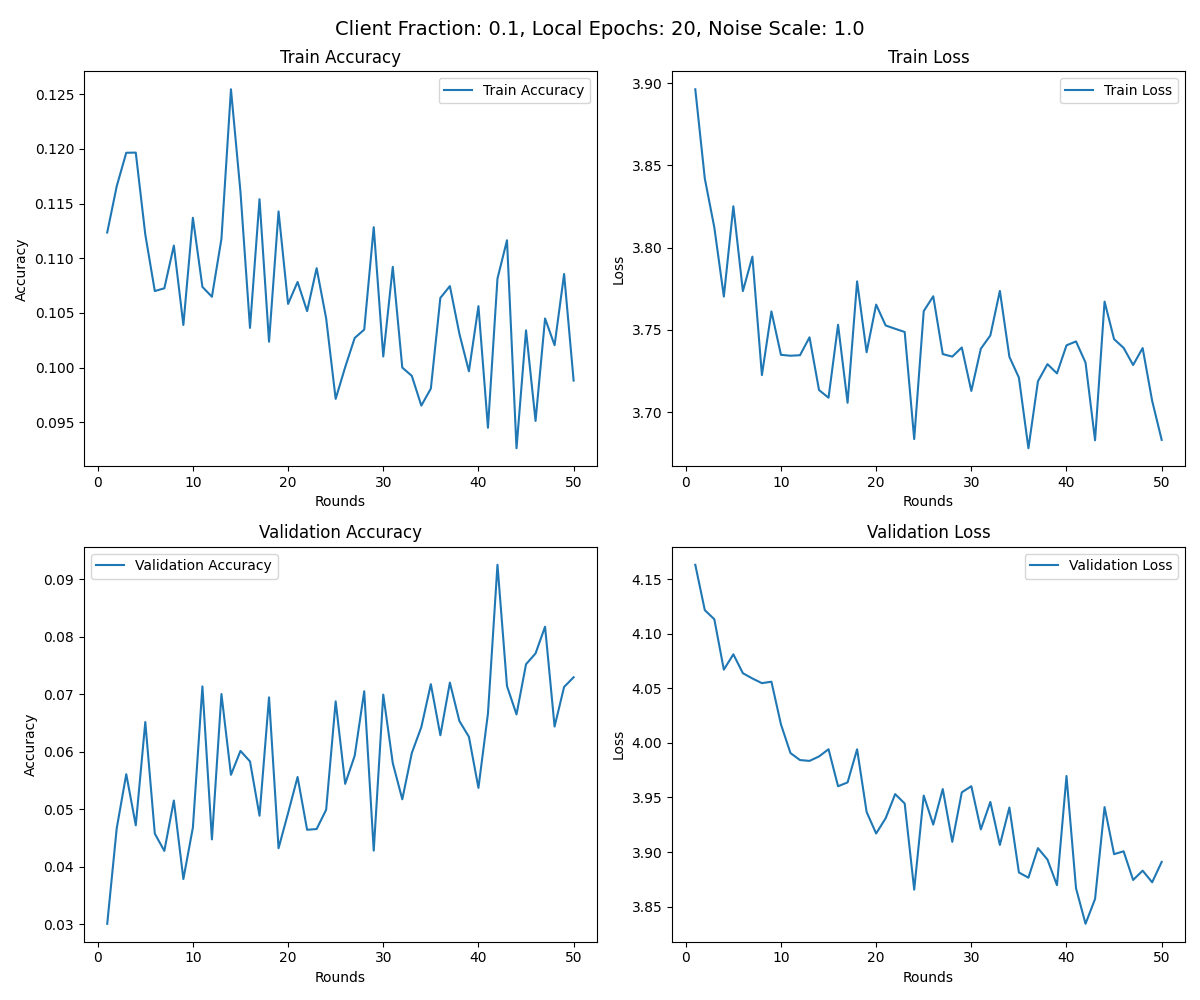 Client Fraction: 0.1, Local Epochs: 20, Noise Scale: 1.0
Train Accuracy
Train Accuracy
0.125
0.120
0.115
0.110
0.105
0.100
0.095
Accuracy
0 10 20 30 40 50
Rounds
Train Loss
Train Loss
3.90
3.85
3.80
3.75
3.70
Loss
0 10 20 30 40 50
Rounds
Validation Accuracy
Validation Accuracy
0.09
0.08
0.07
0.06
0.05
0.04
0.03
Accuracy
0 10 20 30 40 50
Rounds
Validation Loss
Validation Loss
4.15
4.10
4.05
4.00
3.95
3.90
3.85
Loss
0 10 20 30 40 50
Rounds